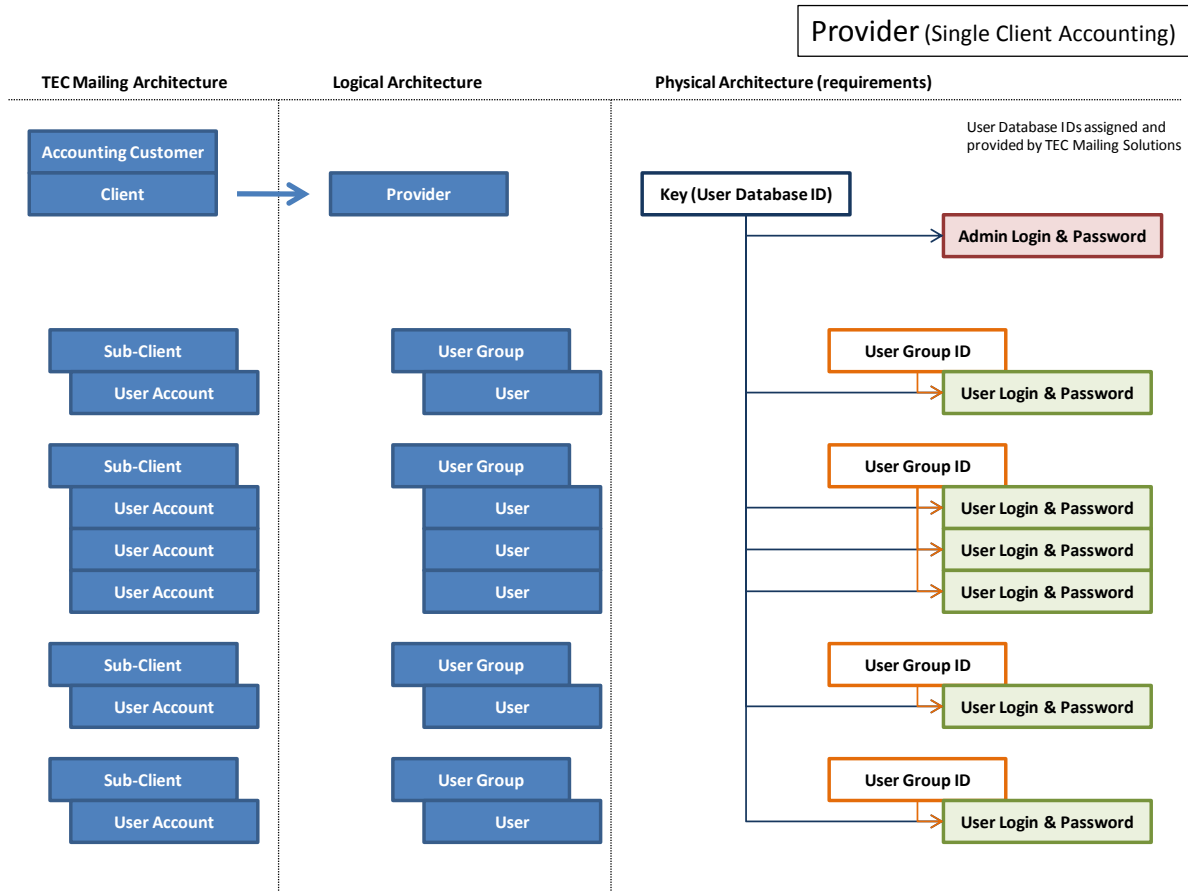 Provider (Single Client Accounting)
TEC Mailing Architecture
Logical Architecture
Physical Architecture (requirements)
User Database IDs assigned and
provided by TEC Mailing Solutions
Accounting Customer
Client
Provider
Key (User Database ID)
Admin Login & Password
Sub-Client
User Group
User Group ID
User Account
User
User Login & Password
Sub-Client
User Group
User Group ID
User Account
User
User Login & Password
User Account
User
User Login & Password
User Account
User
User Login & Password
Sub-Client
User Group
User Group ID
User Account
User
User Login & Password
Sub-Client
User Group
User Group ID
User Account
User
User Login & Password